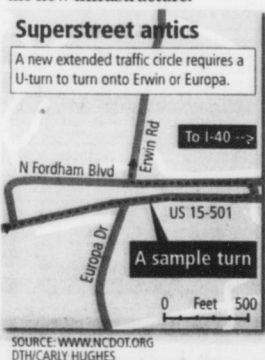 Superstreet antics
A new extended traffic circle requires a
U-turn to turn onto Erwin or Europa.
Erwin Rd
To I-40 -->
N Fordham Blvd
US 15-501
Europa Dr
A sample turn
0 Feet 500
SOURCE: WWW.NCDOT.ORG
DTH/CARLY HUGHES